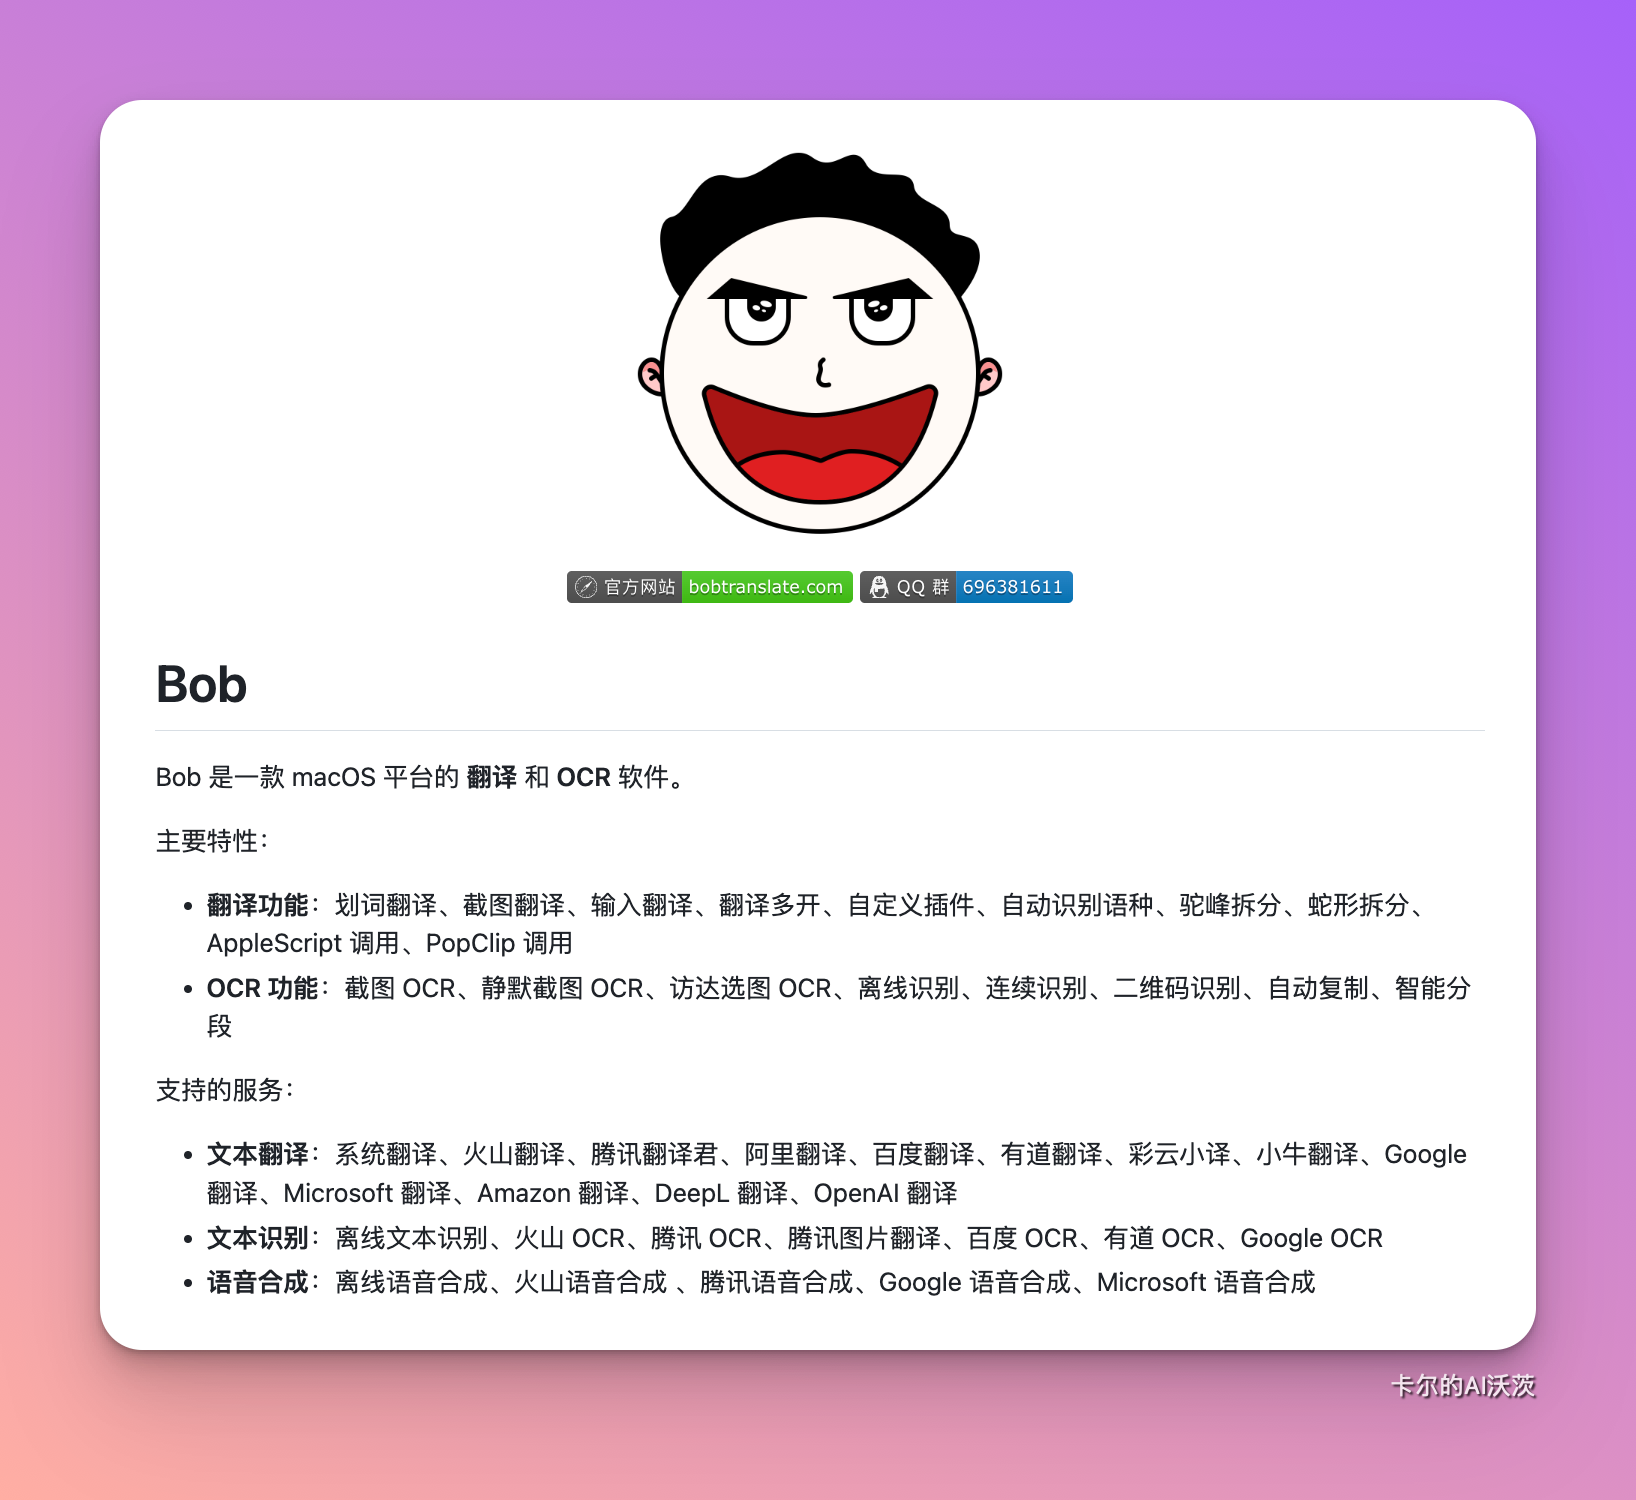 官方网站 bobtranslate.com QQ 群 696381611
Bob
Bob 是一款 macOS 平台的 翻译 和 OCR 软件。
主要特性：
• 翻译功能：划词翻译、截图翻译、输入翻译、翻译多开、自定义插件、自动识别语种、驼峰拆分、蛇形拆分、
AppleScript 调用、PopClip 调用
• OCR 功能：截图 OCR、静默截图 OCR、访达选图 OCR、离线识别、连续识别、二维码识别、自动复制、智能分
段
支持的服务：
• 文本翻译：系统翻译、火山翻译、腾讯翻译君、阿里翻译、百度翻译、有道翻译、彩云小译、小牛翻译、Google
翻译、Microsoft 翻译、Amazon 翻译、DeepL 翻译、OpenAI 翻译
• 文本识别：离线文本识别、火山 OCR、腾讯 OCR、腾讯图片翻译、百度 OCR、有道 OCR、Google OCR
• 语音合成：离线语音合成、火山语音合成 、腾讯语音合成、Google 语音合成、Microsoft 语音合成
卡尔的AI沃茨